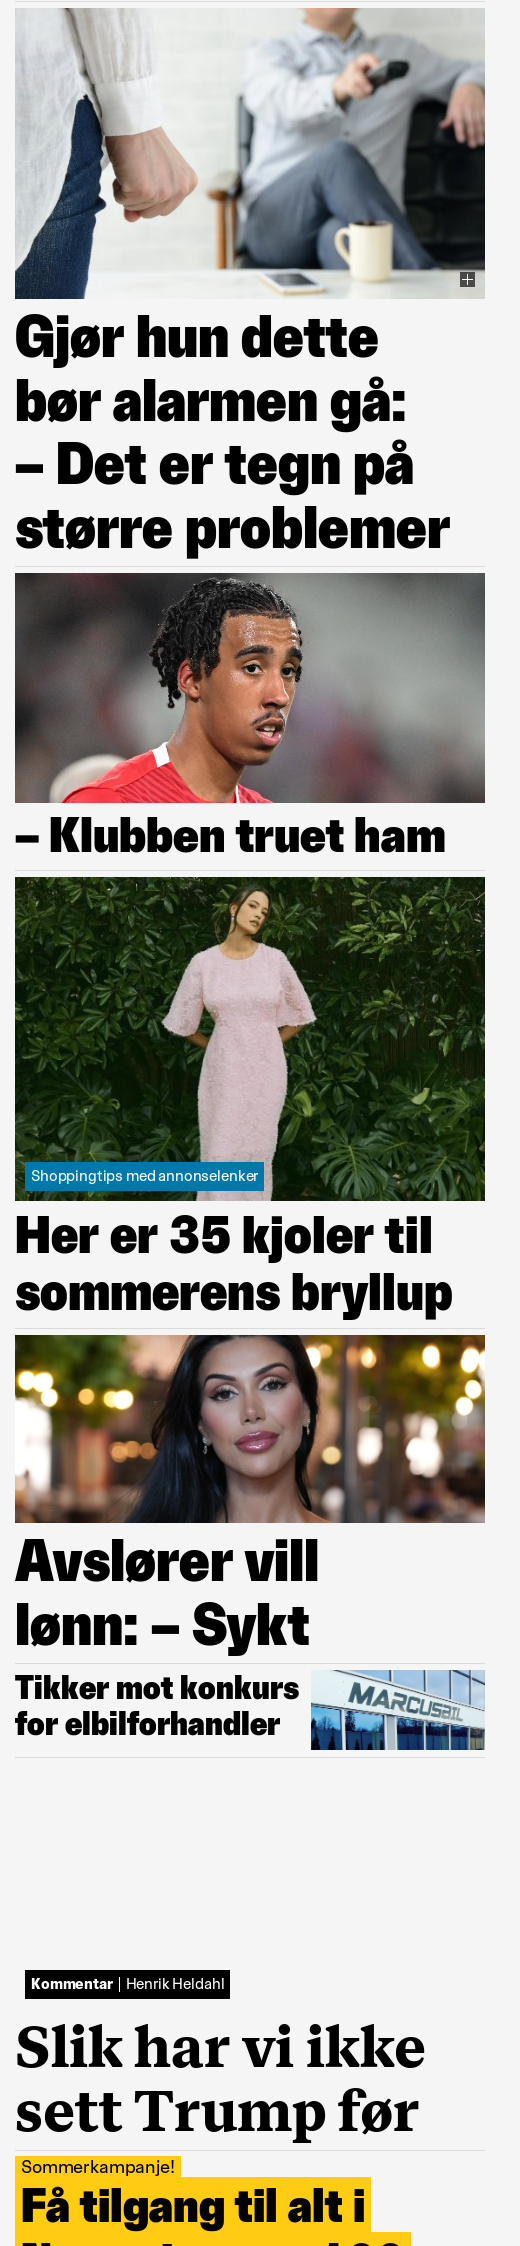 Gjør hun dette
bør alarmen gå:
– Det er tegn på
større problemer
– Klubben truet ham
Shoppingtips med annonselenker
Her er 35 kjoler til
sommerens bryllup
Avslører vill
lønn: – Sykt
Tikker mot konkurs
for elbilforhandler
MARCUSBIL
Kommentar | Henrik Heldahl
Slik har vi ikke
sett Trump før
Sommerkampanje!
Få tilgang til alt i